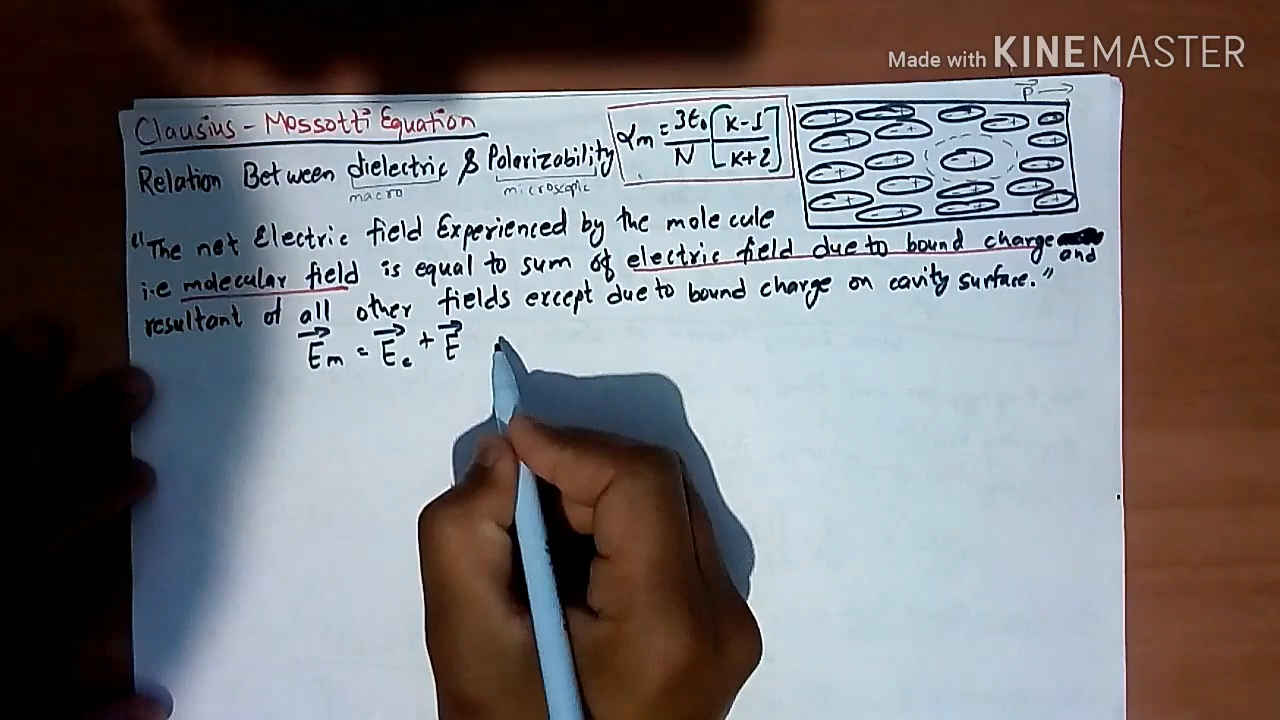 Made with KINEMASTER
Clausius - Mossotti Equation
αm = 3ε₀/N [K-1/K+2]
P →
Relation Between dielectric & Polarizability
macro microscopic
"The net Electric field Experienced by the molecule
i.e molecular field is equal to sum of electric field due to bound charge and
resultant of all other fields except due to bound charge on cavity surface."
E⃗m = E⃗c + E⃗